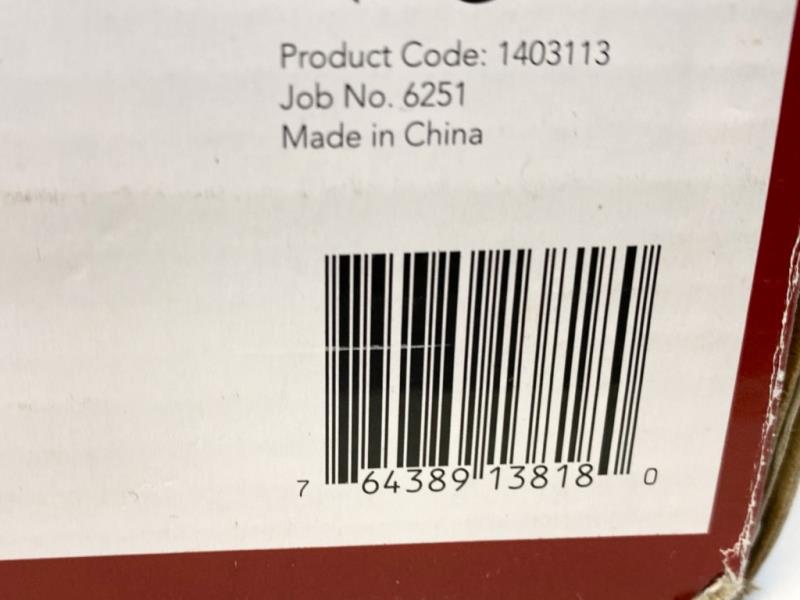 Product Code: 1403113
Job No. 6251
Made in China
7 64389 13818 0